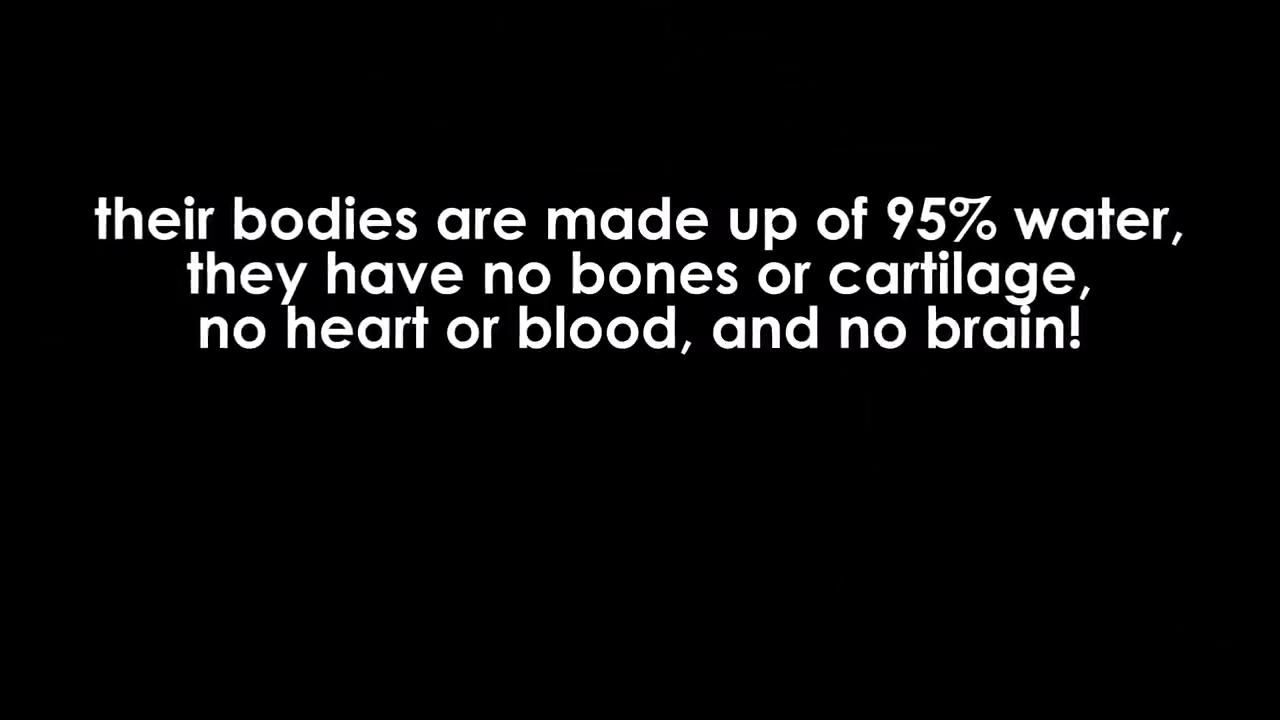 their bodies are made up of 95% water,
they have no bones or cartilage,
no heart or blood, and no brain!